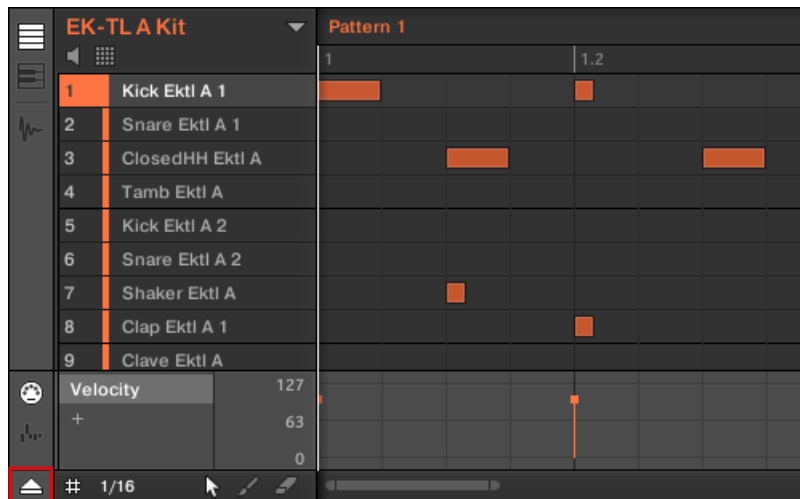 EK-TL A Kit
Pattern 1
1
1.2
1 Kick Ektl A 1
2 Snare Ektl A 1
3 ClosedHH Ektl A
4 Tamb Ektl A
5 Kick Ektl A 2
6 Snare Ektl A 2
7 Shaker Ektl A
8 Clap Ektl A 1
9 Clave Ektl A
Velocity 127
+ 63
0
# 1/16